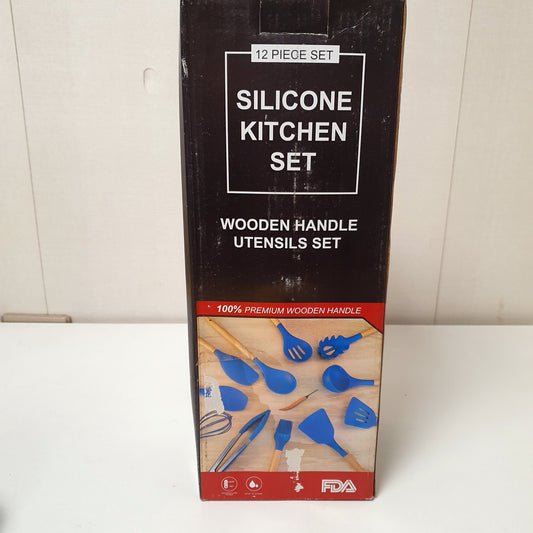 12 PIECE SET
SILICONE
KITCHEN
SET
WOODEN HANDLE
UTENSILS SET
100% PREMIUM WOODEN HANDLE
FDA